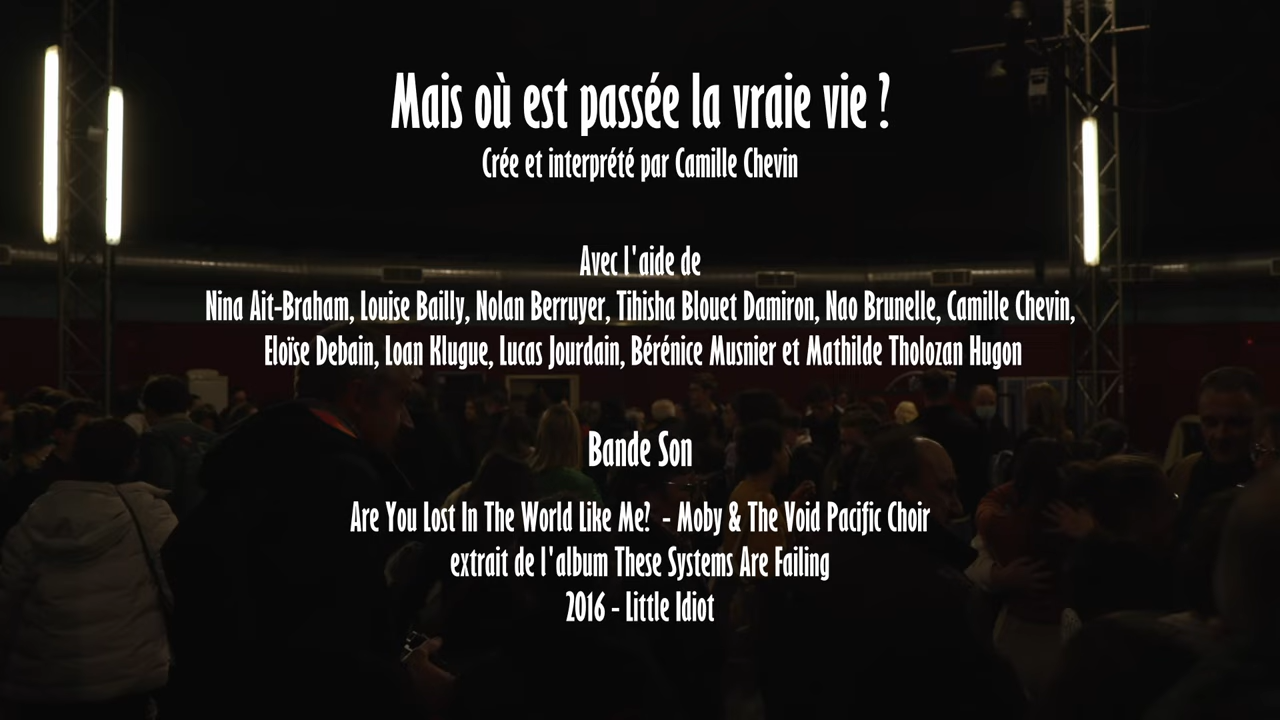 Mais où est passée la vraie vie ?
Crée et interprété par Camille Chevin
Avec l'aide de
Nina Ait-Braham, Louise Bailly, Nolan Berruyer, Tihisha Blouet Damiron, Nao Brunelle, Camille Chevin,
Eloïse Debain, Loan Klugue, Lucas Jourdain, Bérénice Musnier et Mathilde Tholozan Hugon
Bande Son
Are You Lost In The World Like Me? - Moby & The Void Pacific Choir
extrait de l'album These Systems Are Failing
2016 - Little Idiot